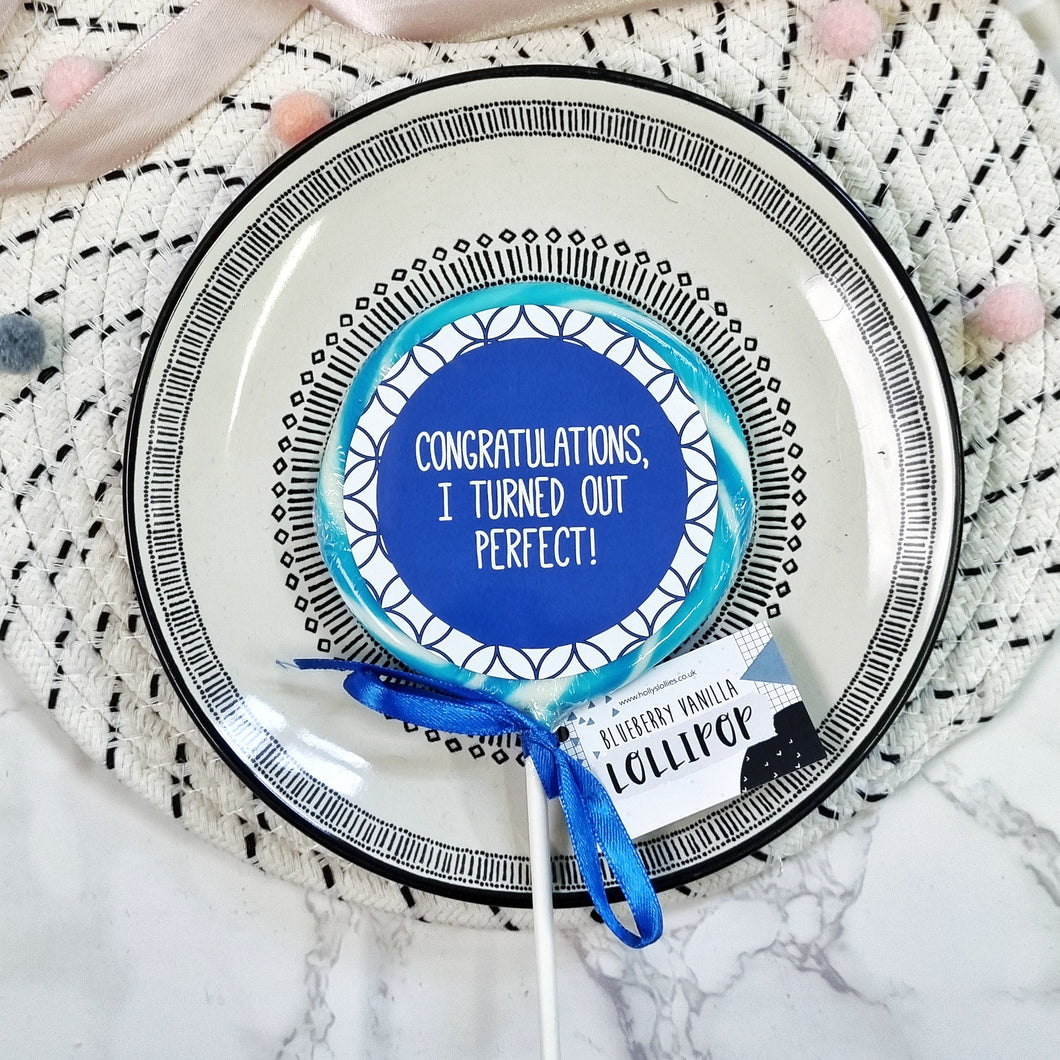 CONGRATULATIONS,
I TURNED OUT
PERFECT!
www.hollyslollies.co.uk
BLUEBERRY VANILLA
LOLLIPOP